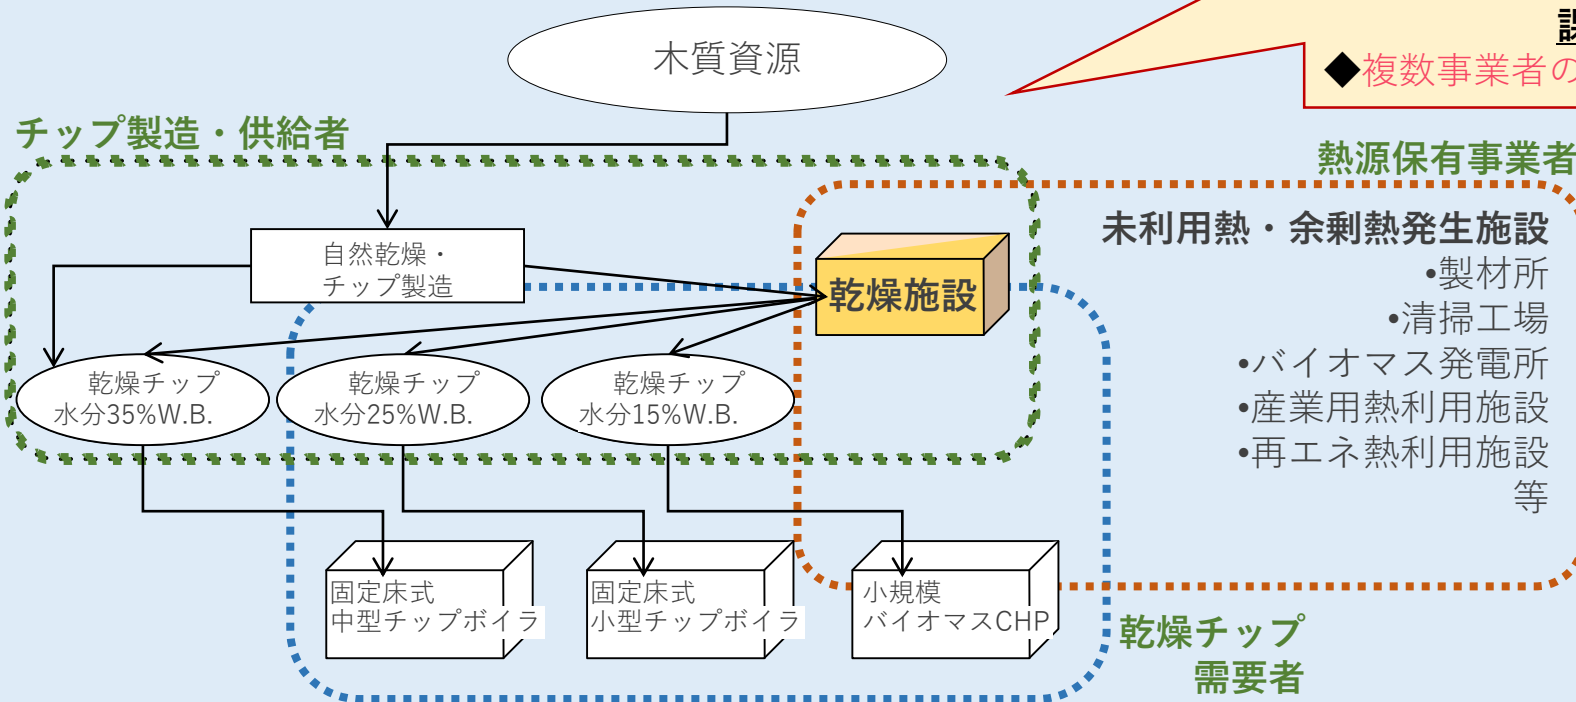 木質資源
◆複数事業者の
チップ製造・供給者
熱源保有事業者
未利用熱・余剰熱発生施設
•製材所
•清掃工場
•バイオマス発電所
•産業用熱利用施設
•再エネ熱利用施設
等
自然乾燥・
チップ製造
乾燥施設
乾燥チップ
水分35%W.B.
乾燥チップ
水分25%W.B.
乾燥チップ
水分15%W.B.
固定床式
中型チップボイラ
固定床式
小型チップボイラ
小規模
バイオマスCHP
乾燥チップ
需要者